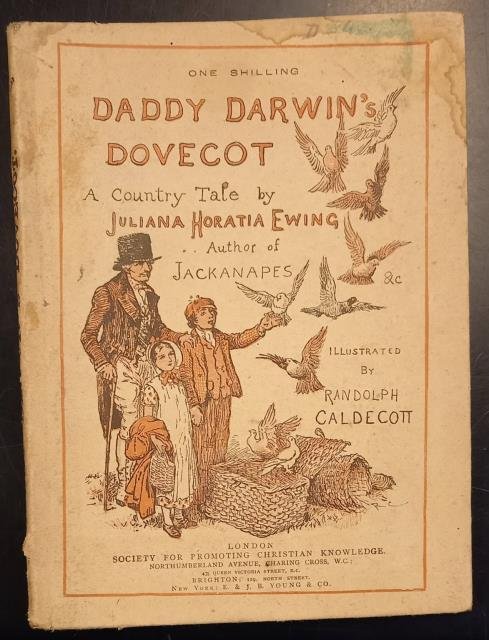 ONE SHILLING
DADDY DARWIN'S
DOVECOT
A Country Tale by
JULIANA HORATIA EWING
Author of
JACKANAPES
&c
ILLUSTRATED
BY
RANDOLPH
CALDECOTT
LONDON
SOCIETY FOR PROMOTING CHRISTIAN KNOWLEDGE.
NORTHUMBERLAND AVENUE, CHARING CROSS, W.C.;
43, QUEEN VICTORIA STREET, E.C.
BRIGHTON: 129, NORTH STREET.
NEW YORK: E. & J. B. YOUNG & CO.